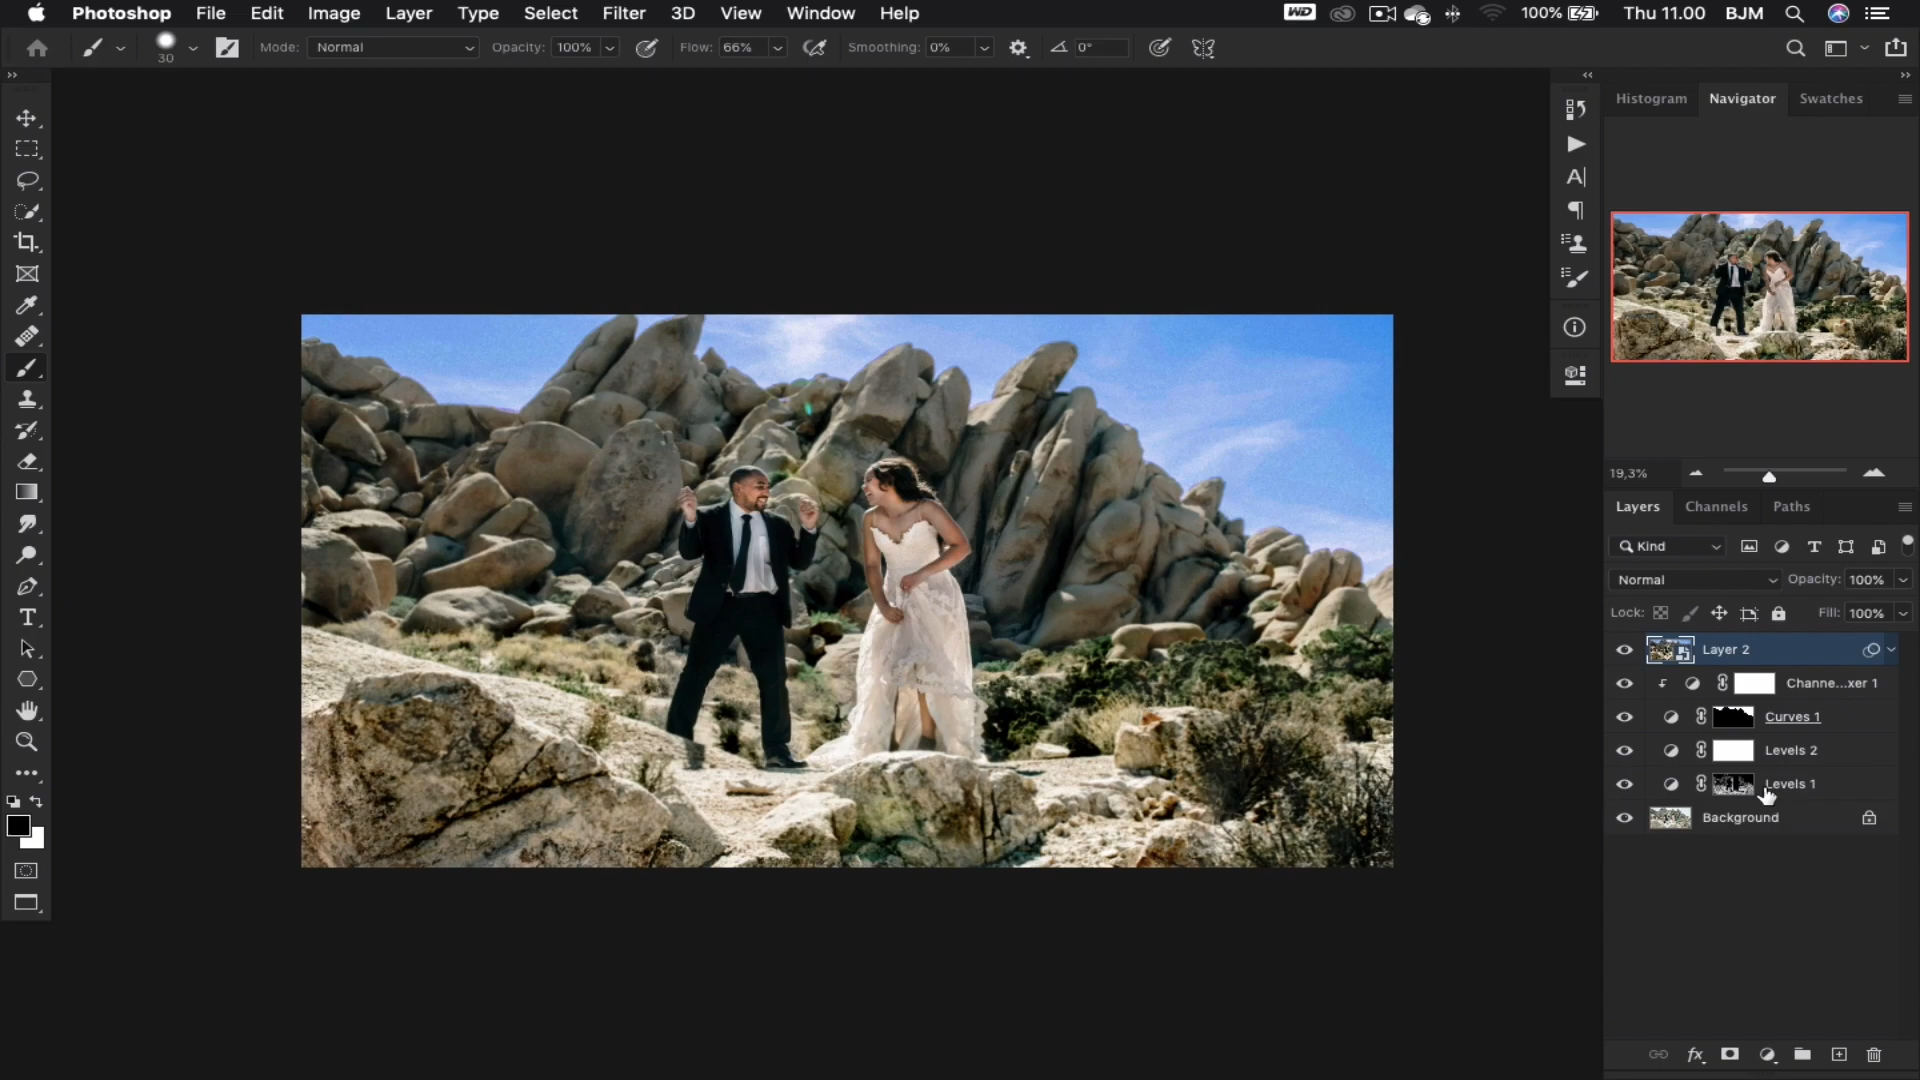 Photoshop File Edit Image Layer Type Select Filter 3D View Window Help WD 100% Thu 11.00 BJM
30 Mode: Normal Opacity: 100% Flow: 66% Smoothing: 0% 0°
Histogram Navigator Swatches
A
19,3%
Layers Channels Paths
Kind T
Normal Opacity: 100%
Lock: Fill: 100%
Layer 2
Channe...xer 1
Curves 1
Levels 2
Levels 1
Background
T
fx